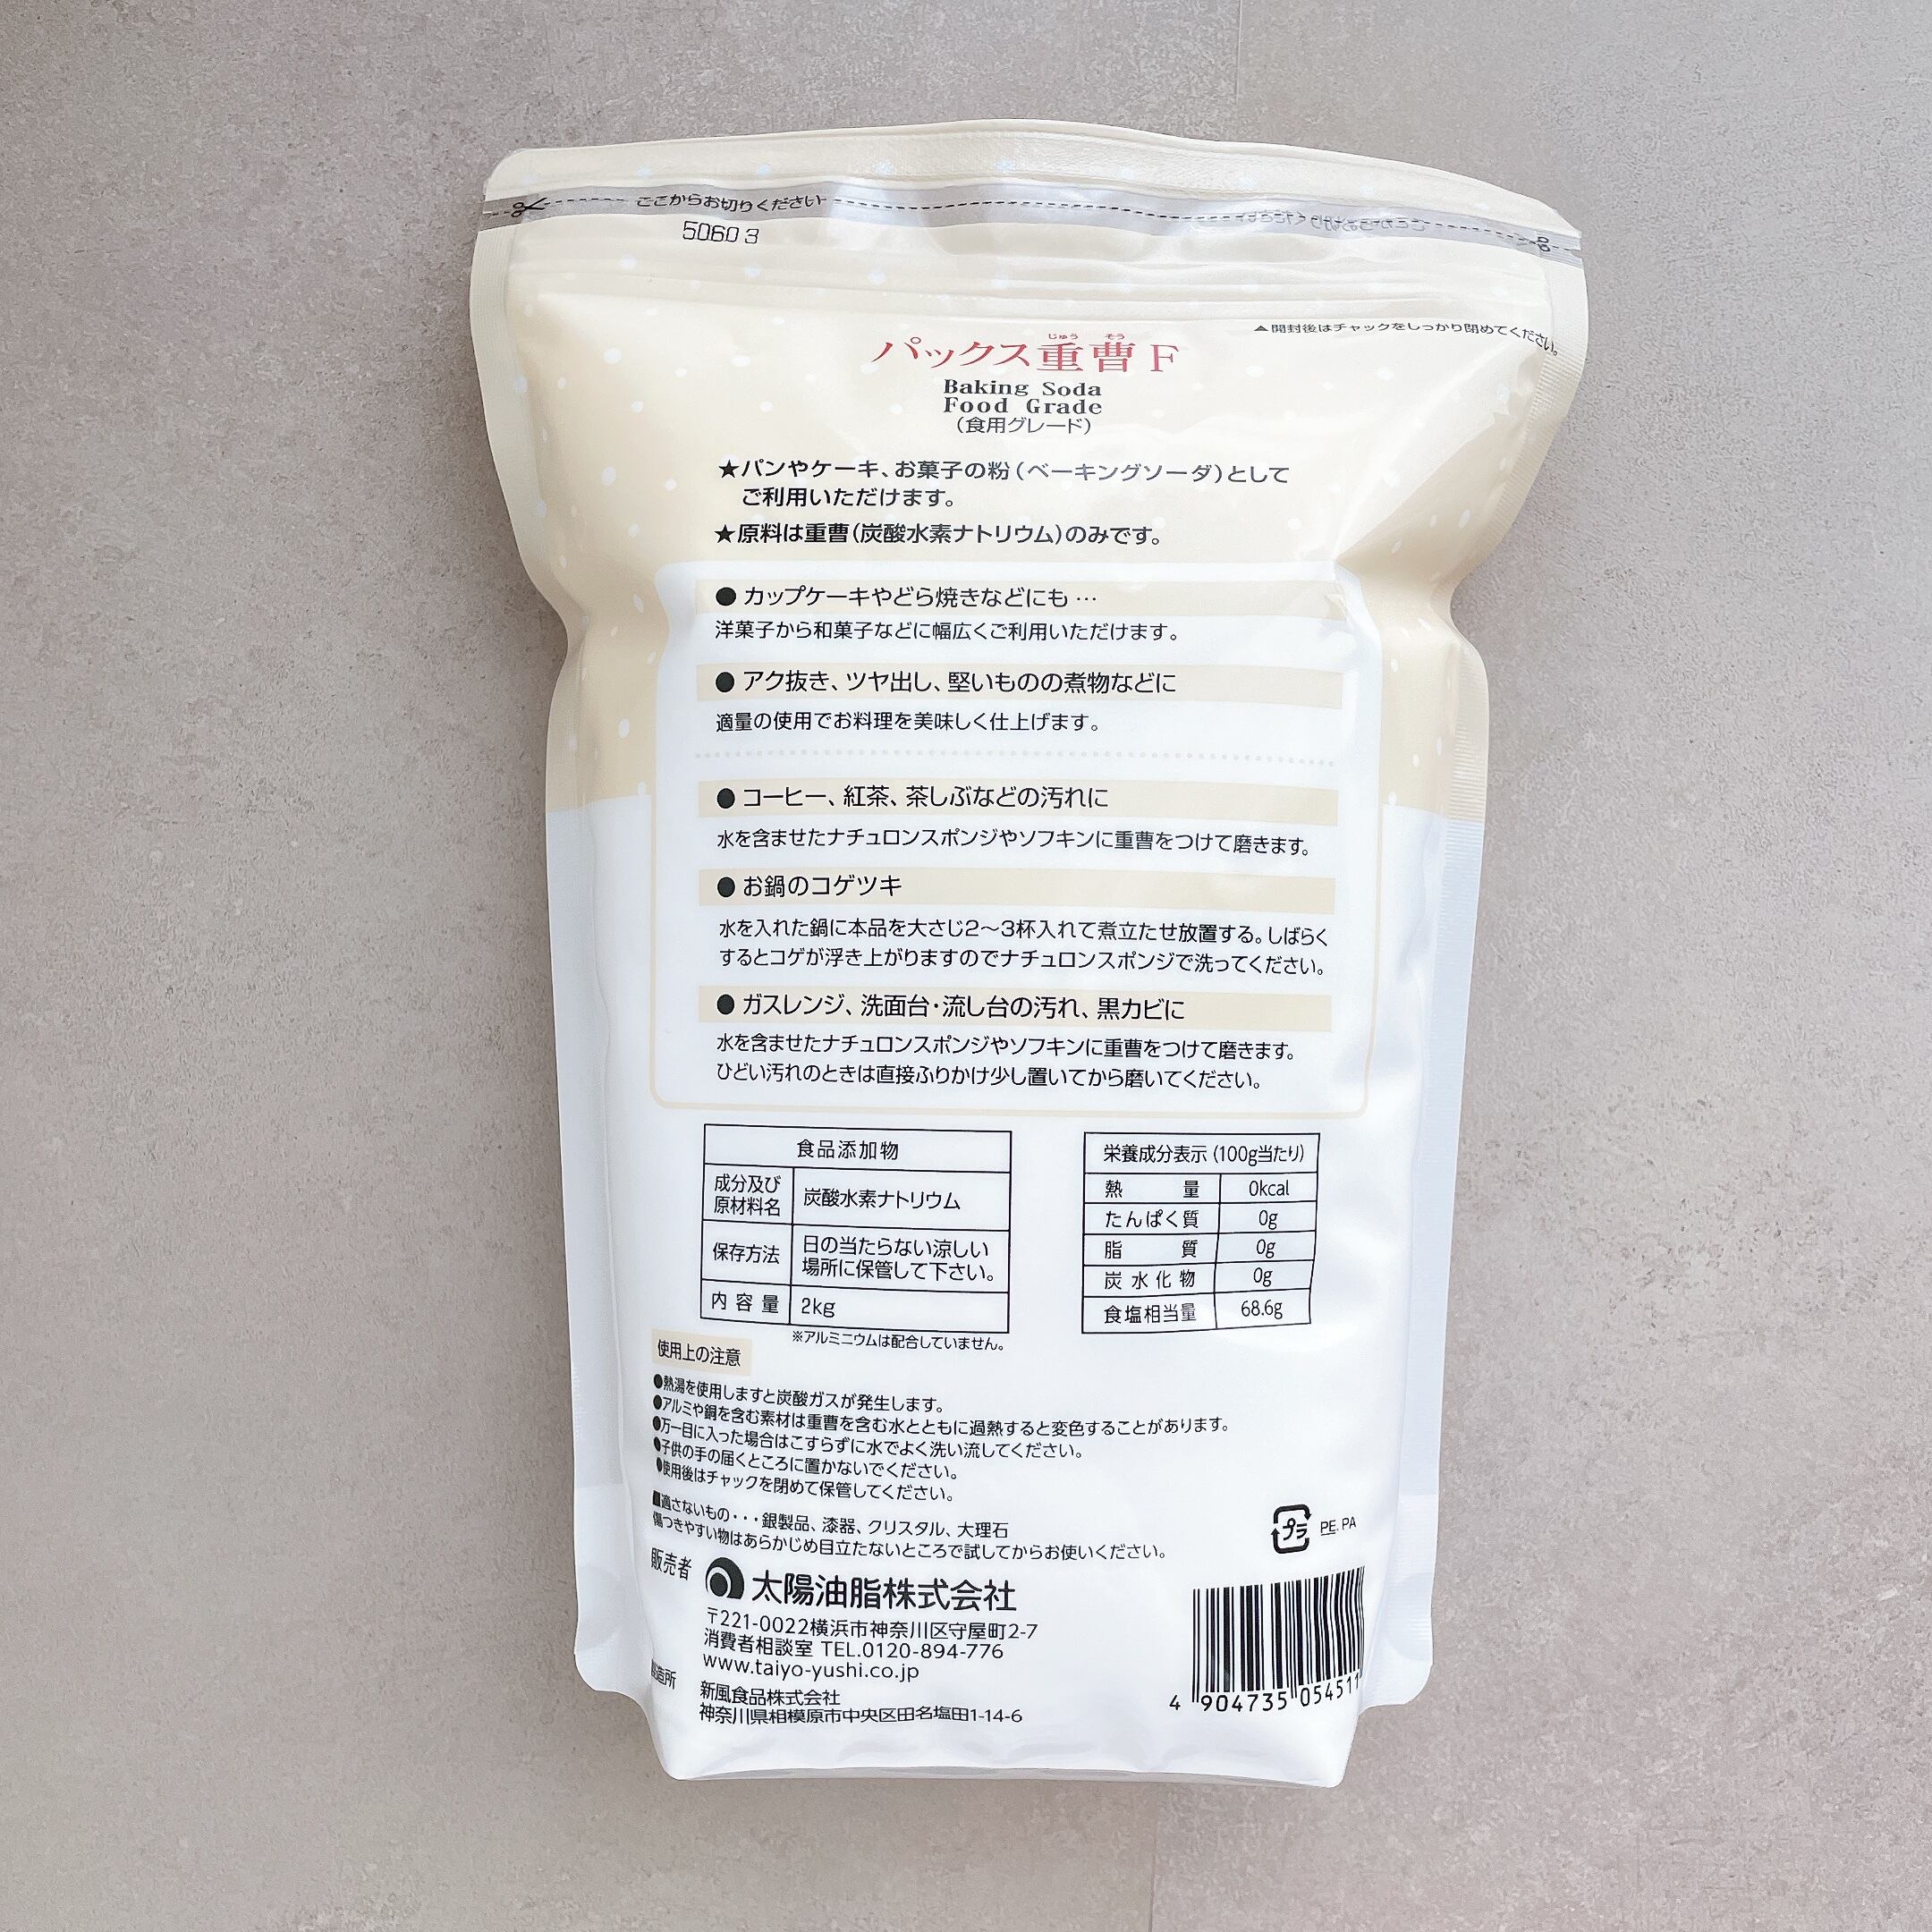 ここからお切りください
50603
▲開封後はチャックをしっかり閉めてください。
じゅう そう
パックス重曹F
Baking Soda
Food Grade
（食用グレード）
★パンやケーキ、お菓子の粉（ベーキングソーダ）として
ご利用いただけます。
★原料は重曹（炭酸水素ナトリウム）のみです。
● カップケーキやどら焼きなどにも …
洋菓子から和菓子などに幅広くご利用いただけます。
● アク抜き、ツヤ出し、堅いものの煮物などに
適量の使用でお料理を美味しく仕上げます。
● コーヒー、紅茶、茶しぶなどの汚れに
水を含ませたナチュロンスポンジやソフキンに重曹をつけて磨きます。
● お鍋のコゲツキ
水を入れた鍋に本品を大さじ2～3杯入れて煮立たせ放置する。しばらく
するとコゲが浮き上がりますのでナチュロンスポンジで洗ってください。
● ガスレンジ、洗面台・流し台の汚れ、黒カビに
水を含ませたナチュロンスポンジやソフキンに重曹をつけて磨きます。
ひどい汚れのときは直接ふりかけ少し置いてから磨いてください。
食品添加物
成分及び
原材料名 炭酸水素ナトリウム
保存方法 日の当たらない涼しい
場所に保管して下さい。
内容量 2kg
※アルミニウムは配合していません。
栄養成分表示（100g当たり）
熱量 0kcal
たんぱく質 0g
脂質 0g
炭水化物 0g
食塩相当量 68.6g
使用上の注意
●熱湯を使用しますと炭酸ガスが発生します。
●アルミや銅を含む素材は重曹を含む水とともに過熱すると変色することがあります。
●万一目に入った場合はこすらずに水でよく洗い流してください。
●子供の手の届くところに置かないでください。
●使用後はチャックを閉めて保管してください。
■適さないもの・・・銀製品、漆器、クリスタル、大理石
傷つきやすい物はあらかじめ目立たないところで試してからお使いください。
プラ PE, PA
販売者 太陽油脂株式会社
〒221-0022横浜市神奈川区守屋町2-7
消費者相談室 TEL.0120-894-776
www.taiyo-yushi.co.jp
製造所 新風食品株式会社
神奈川県相模原市中央区田名塩田1-14-6
4 904735 054511